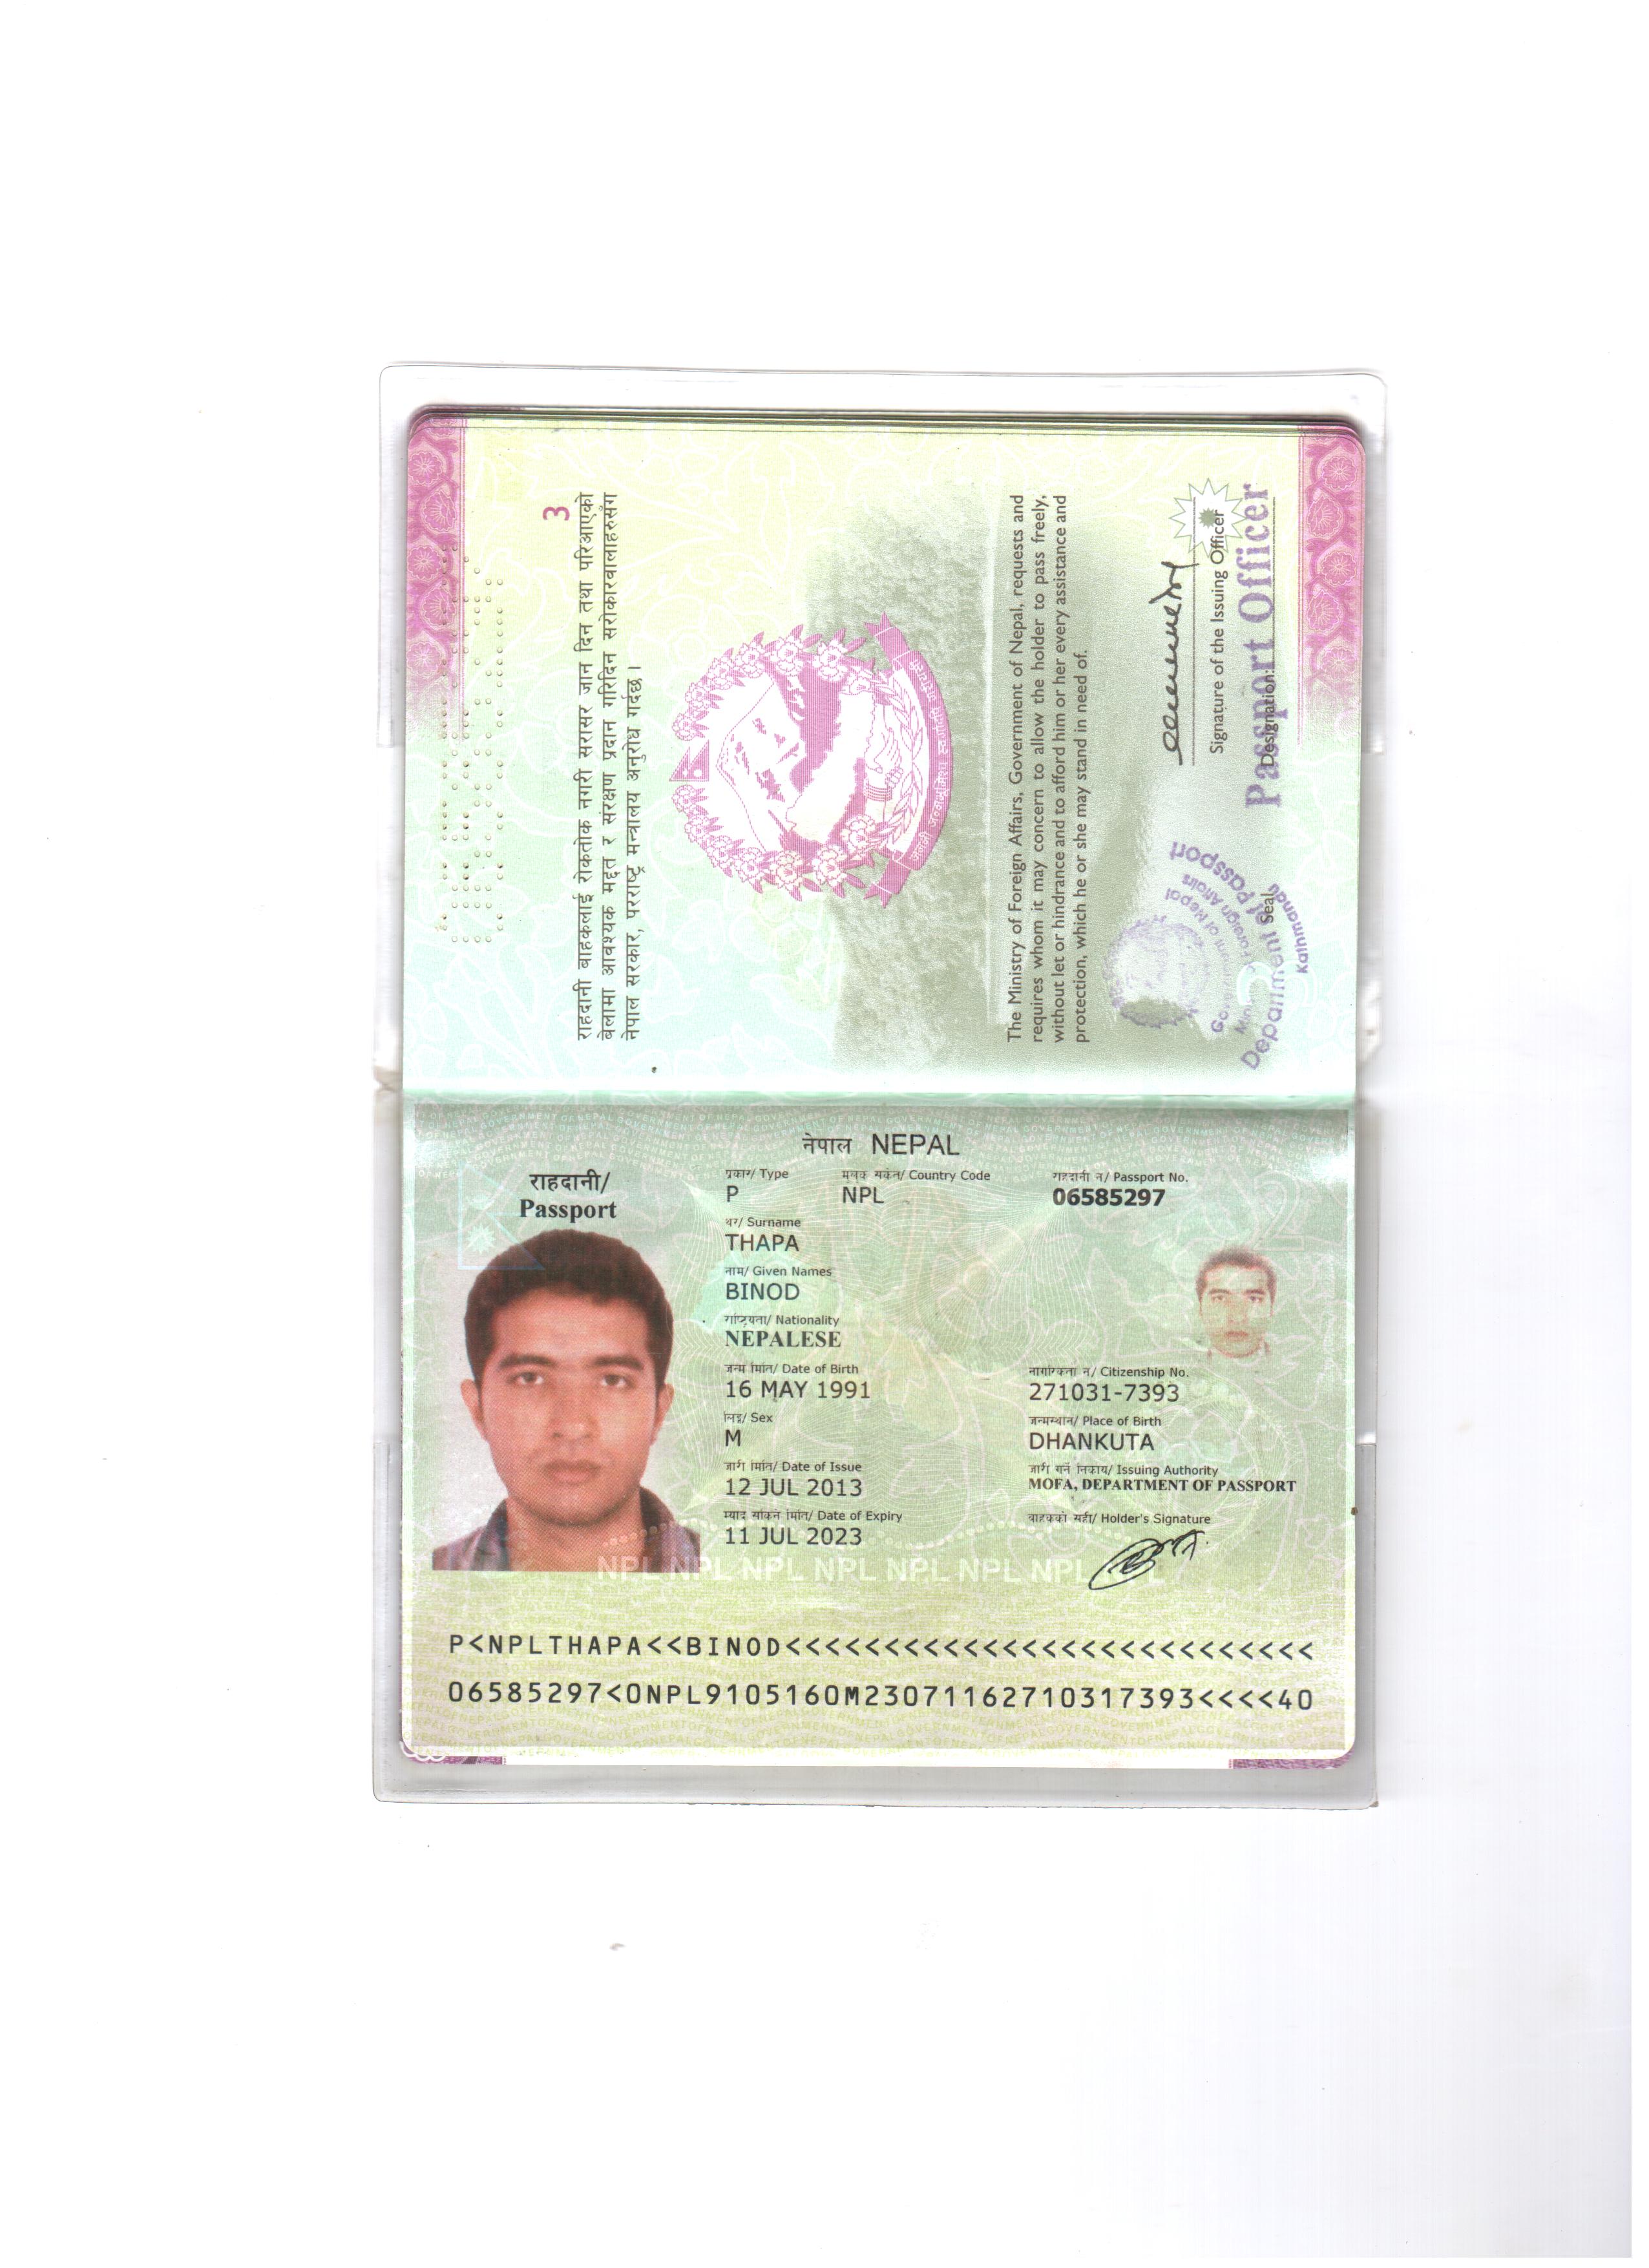 3
राहदानी बाहकलाई रोकतोक नगरी सरासर जान दिन तथा परिआएको
बेलामा आवश्यक मद्दत र संरक्षण प्रदान गरिदिन सरोकारवालाहरुसँग
नेपाल सरकार, परराष्ट्र मन्त्रालय अनुरोध गर्दछ ।
The Ministry of Foreign Affairs, Government of Nepal, requests and
requires whom it may concern to allow the holder to pass freely,
without let or hindrance and to afford him or her every assistance and
protection, which he or she may stand in need of.
Signature of the Issuing Officer
Designation:
Passport Officer
Seal
Government of Nepal
Ministry of Foreign Affairs
Department of Passport
Kathmandu
नेपाल NEPAL
राहदानी/
Passport
प्रकार/ Type
P
मुलुक संकेत/ Country Code
NPL
राहदानी नं/ Passport No.
06585297
थर/ Surname
THAPA
नाम/ Given Names
BINOD
राष्ट्रियता/ Nationality
NEPALESE
जन्म मिति/ Date of Birth
16 MAY 1991
नागरिकता नं/ Citizenship No.
271031-7393
लिङ्ग/ Sex
M
जन्मस्थान/ Place of Birth
DHANKUTA
जारी मिति/ Date of Issue
12 JUL 2013
जारी गर्ने निकाय/ Issuing Authority
MOFA, DEPARTMENT OF PASSPORT
म्याद सकिने मिति/ Date of Expiry
11 JUL 2023
वाहकको सही/ Holder's Signature
NPL NPL NPL NPL NPL NPL NPL NPL
P<NPLTHAPA<<BINOD<<<<<<<<<<<<<<<<<<<<<<<<<<<
06585297<0NPL9105160M230711627​10317393<<<<40